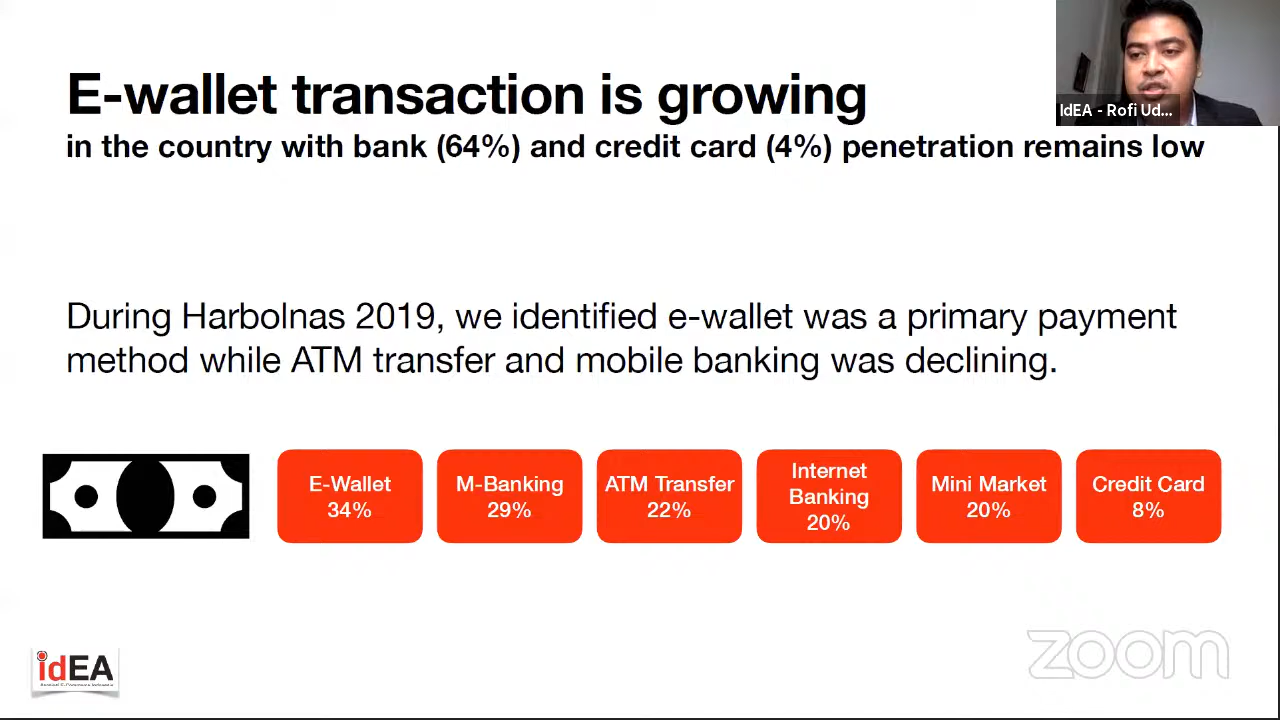 E-wallet transaction is growing
in the country with bank (64%) and credit card (4%) penetration remains low
IdEA - Rofi Ud...
During Harbolnas 2019, we identified e-wallet was a primary payment
method while ATM transfer and mobile banking was declining.
E-Wallet
34%
M-Banking
29%
ATM Transfer
22%
Internet
Banking
20%
Mini Market
20%
Credit Card
8%
idEA
zoom